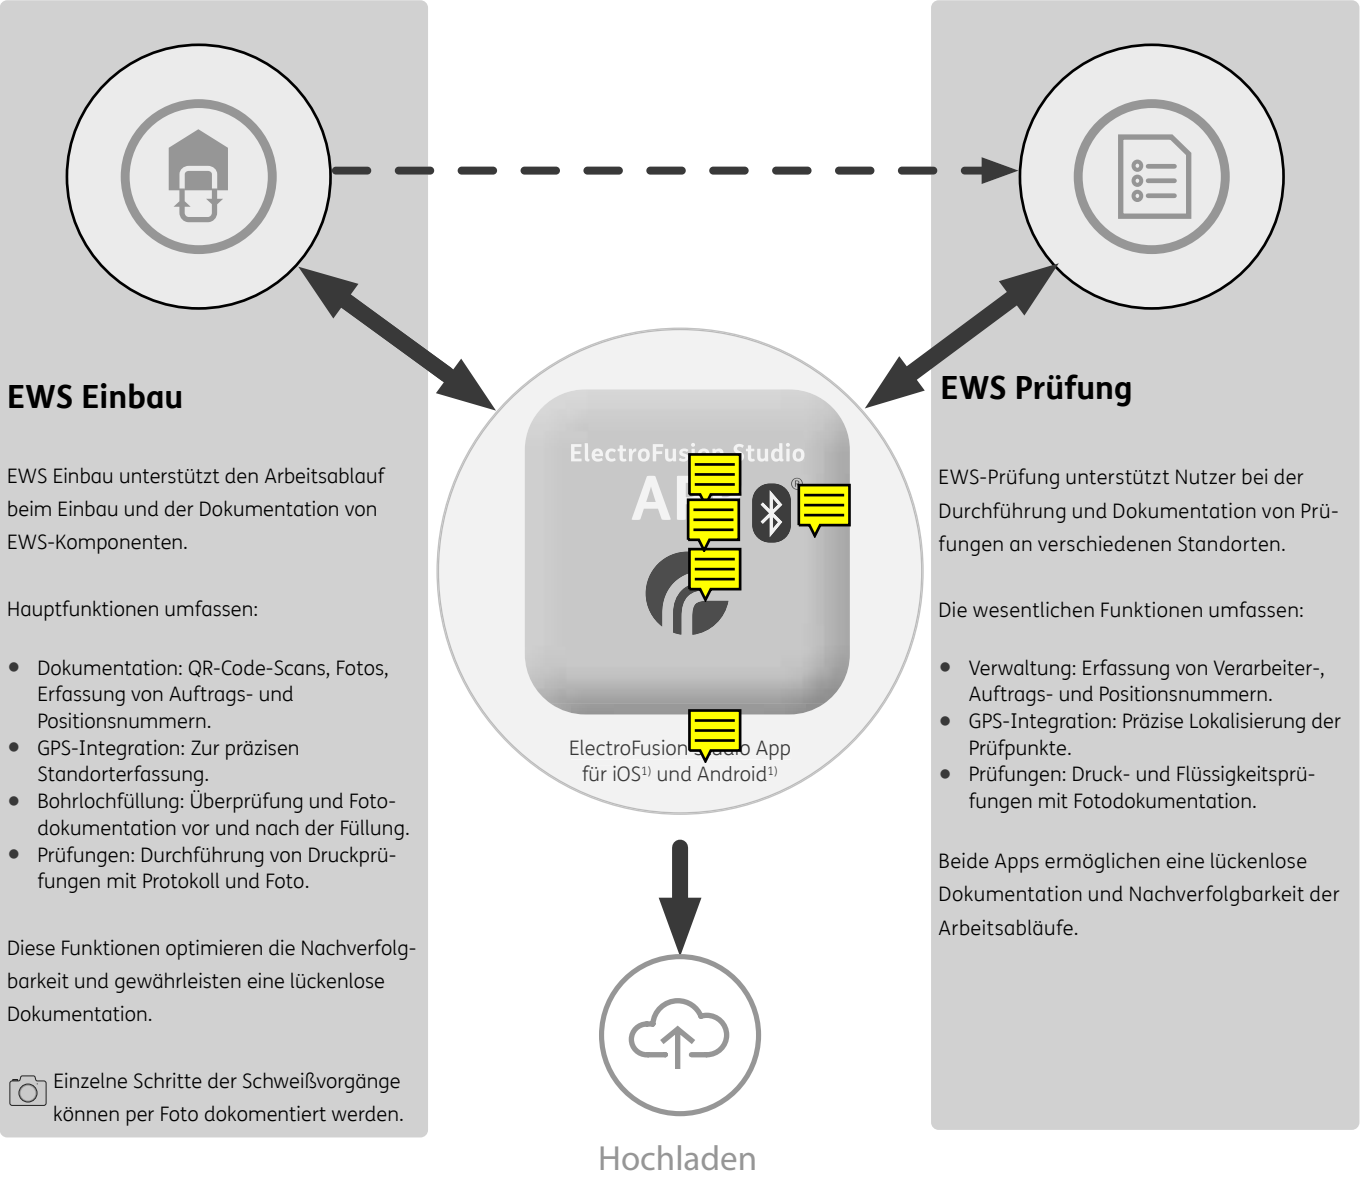 EWS Einbau
EWS Einbau unterstützt den Arbeitsablauf
beim Einbau und der Dokumentation von
EWS-Komponenten.
Hauptfunktionen umfassen:
• Dokumentation: QR-Code-Scans, Fotos,
Erfassung von Auftrags- und
Positionsnummern.
• GPS-Integration: Zur präzisen
Standorterfassung.
• Bohrlochfüllung: Überprüfung und Foto-
dokumentation vor und nach der Füllung.
• Prüfungen: Durchführung von Druckprü-
fungen mit Protokoll und Foto.
Diese Funktionen optimieren die Nachverfolg-
barkeit und gewährleisten eine lückenlose
Dokumentation.
Einzelne Schritte der Schweißvorgänge
können per Foto dokomentiert werden.
ElectroFusion Studio
®
ElectroFusion Studio App
für iOS¹⁾ und Android¹⁾
Hochladen
EWS Prüfung
EWS-Prüfung unterstützt Nutzer bei der
Durchführung und Dokumentation von Prü-
fungen an verschiedenen Standorten.
Die wesentlichen Funktionen umfassen:
• Verwaltung: Erfassung von Verarbeiter-,
Auftrags- und Positionsnummern.
• GPS-Integration: Präzise Lokalisierung der
Prüfpunkte.
• Prüfungen: Druck- und Flüssigkeitsprü-
fungen mit Fotodokumentation.
Beide Apps ermöglichen eine lückenlose
Dokumentation und Nachverfolgbarkeit der
Arbeitsabläufe.